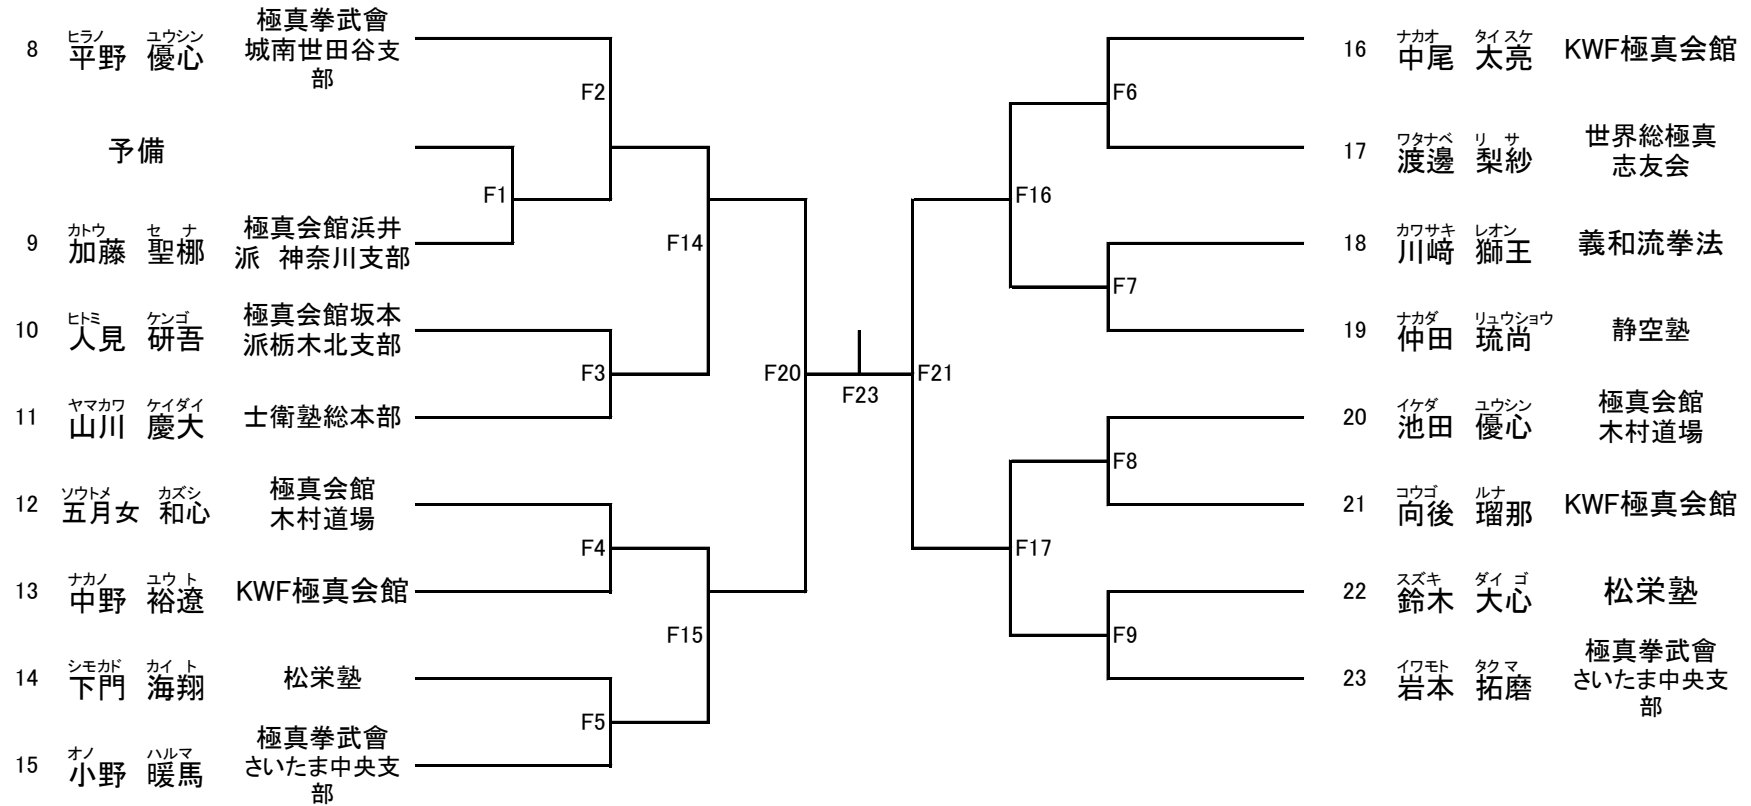 極真拳武會
ヒラノ ユウシン
8 平野 優心 城南世田谷支
部
F2
予備
F1
カトウ セ ナ 極真会館浜井
9 加藤 聖梛 派 神奈川支部
F14
ヒトミ ケンゴ 極真会館坂本
10 人見 研吾 派栃木北支部
F3
F20
ヤマカワ ケイダイ
11 山川 慶大 士衛塾総本部
ソウトメ カズシ 極真会館
12 五月女 和心 木村道場
F4
ナカノ ユウ ト
13 中野 裕遼 KWF極真会館
F15
シモカド カイ ト
14 下門 海翔 松栄塾
F5
極真拳武會
オノ ハルマ
15 小野 暖馬 さいたま中央支
部
F23
ナカオ タイスケ
16 中尾 太亮 KWF極真会館
F6
ワタナベ リ サ 世界総極真
17 渡邊 梨紗 志友会
F16
カワサキ レオン
18 川﨑 獅王 義和流拳法
F7
ナカダ リュウショウ
19 仲田 琉尚 静空塾
F21
イケダ ユウシン 極真会館
20 池田 優心 木村道場
F8
コウゴ ルナ
21 向後 瑠那 KWF極真会館
F17
スズキ ダイ ゴ
22 鈴木 大心 松栄塾
F9
極真拳武會
イワモト タク マ
23 岩本 拓磨 さいたま中央支
部